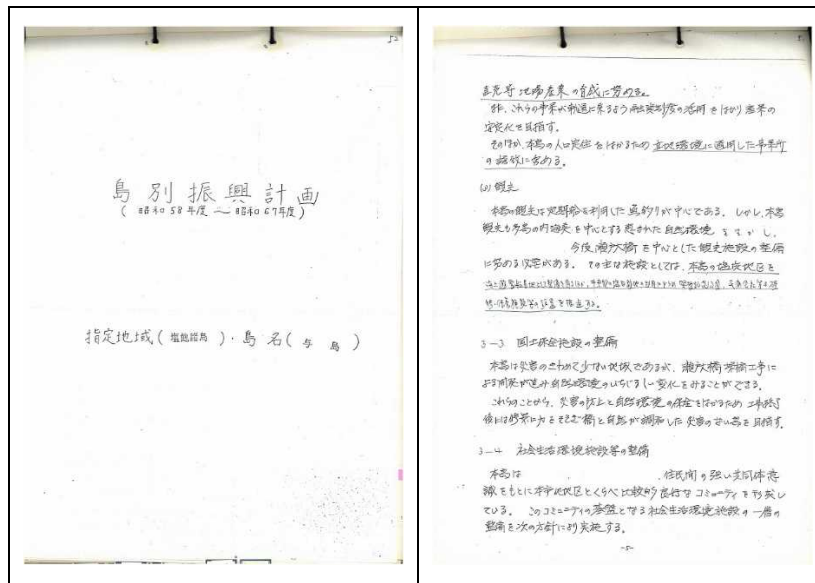 52
島別振興計画
(昭和58年度～昭和67年度)
指定地域(塩飽諸島)・島名(与島)
地場産業の育成に努める。
又、これらの事業が軌道に乗るよう融資制度の活用をはかり産業の
安定化を目指す。
そのほか、本島の人口定住をはかるため立地環境に適用した事業所
の誘致に努める。
(2) 観光
本島の観光は定期船を利用した魚釣りが中心である。しかし、本島
観光も多島の内海美を中心とする恵まれた自然環境
今後、瀬戸大橋を中心とした観光施設の整備
に努める必要がある。その主な施設としては、本島の
3-3 国土保全施設の整備
本島は災害のきわめて少ない地域であるが、瀬戸大橋架橋工事に
よる開発が進み自然環境のいちじるしい変化をみることができる。
これらのことから、災害の防止と自然環境の保全をはかるため工事終了
後には修景に力をそそぎ橋と自然が調和した災害のない島を目指す。
3-4 社会生活環境施設等の整備
本島は 住民間の強い共同体意
識をもとに本学地区とくらべ比較的良好なコミュニティを形成し
ている。このコミュニティの基盤となる社会生活環境施設の一層の
整備を次の方針により実施する。
-5-